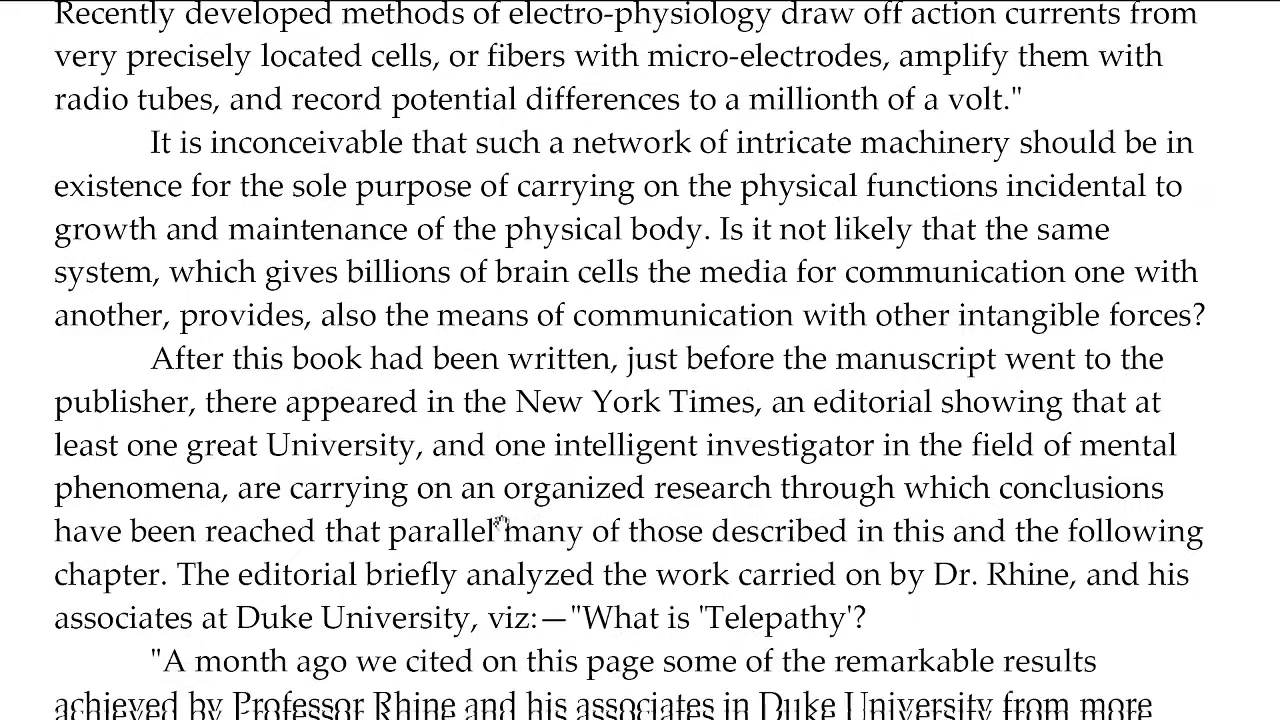 Recently developed methods of electro-physiology draw off action currents from
very precisely located cells, or fibers with micro-electrodes, amplify them with
radio tubes, and record potential differences to a millionth of a volt."
It is inconceivable that such a network of intricate machinery should be in
existence for the sole purpose of carrying on the physical functions incidental to
growth and maintenance of the physical body. Is it not likely that the same
system, which gives billions of brain cells the media for communication one with
another, provides, also the means of communication with other intangible forces?
After this book had been written, just before the manuscript went to the
publisher, there appeared in the New York Times, an editorial showing that at
least one great University, and one intelligent investigator in the field of mental
phenomena, are carrying on an organized research through which conclusions
have been reached that parallel many of those described in this and the following
chapter. The editorial briefly analyzed the work carried on by Dr. Rhine, and his
associates at Duke University, viz:—"What is 'Telepathy'?
"A month ago we cited on this page some of the remarkable results
achieved by Professor Rhine and his associates in Duke University from more